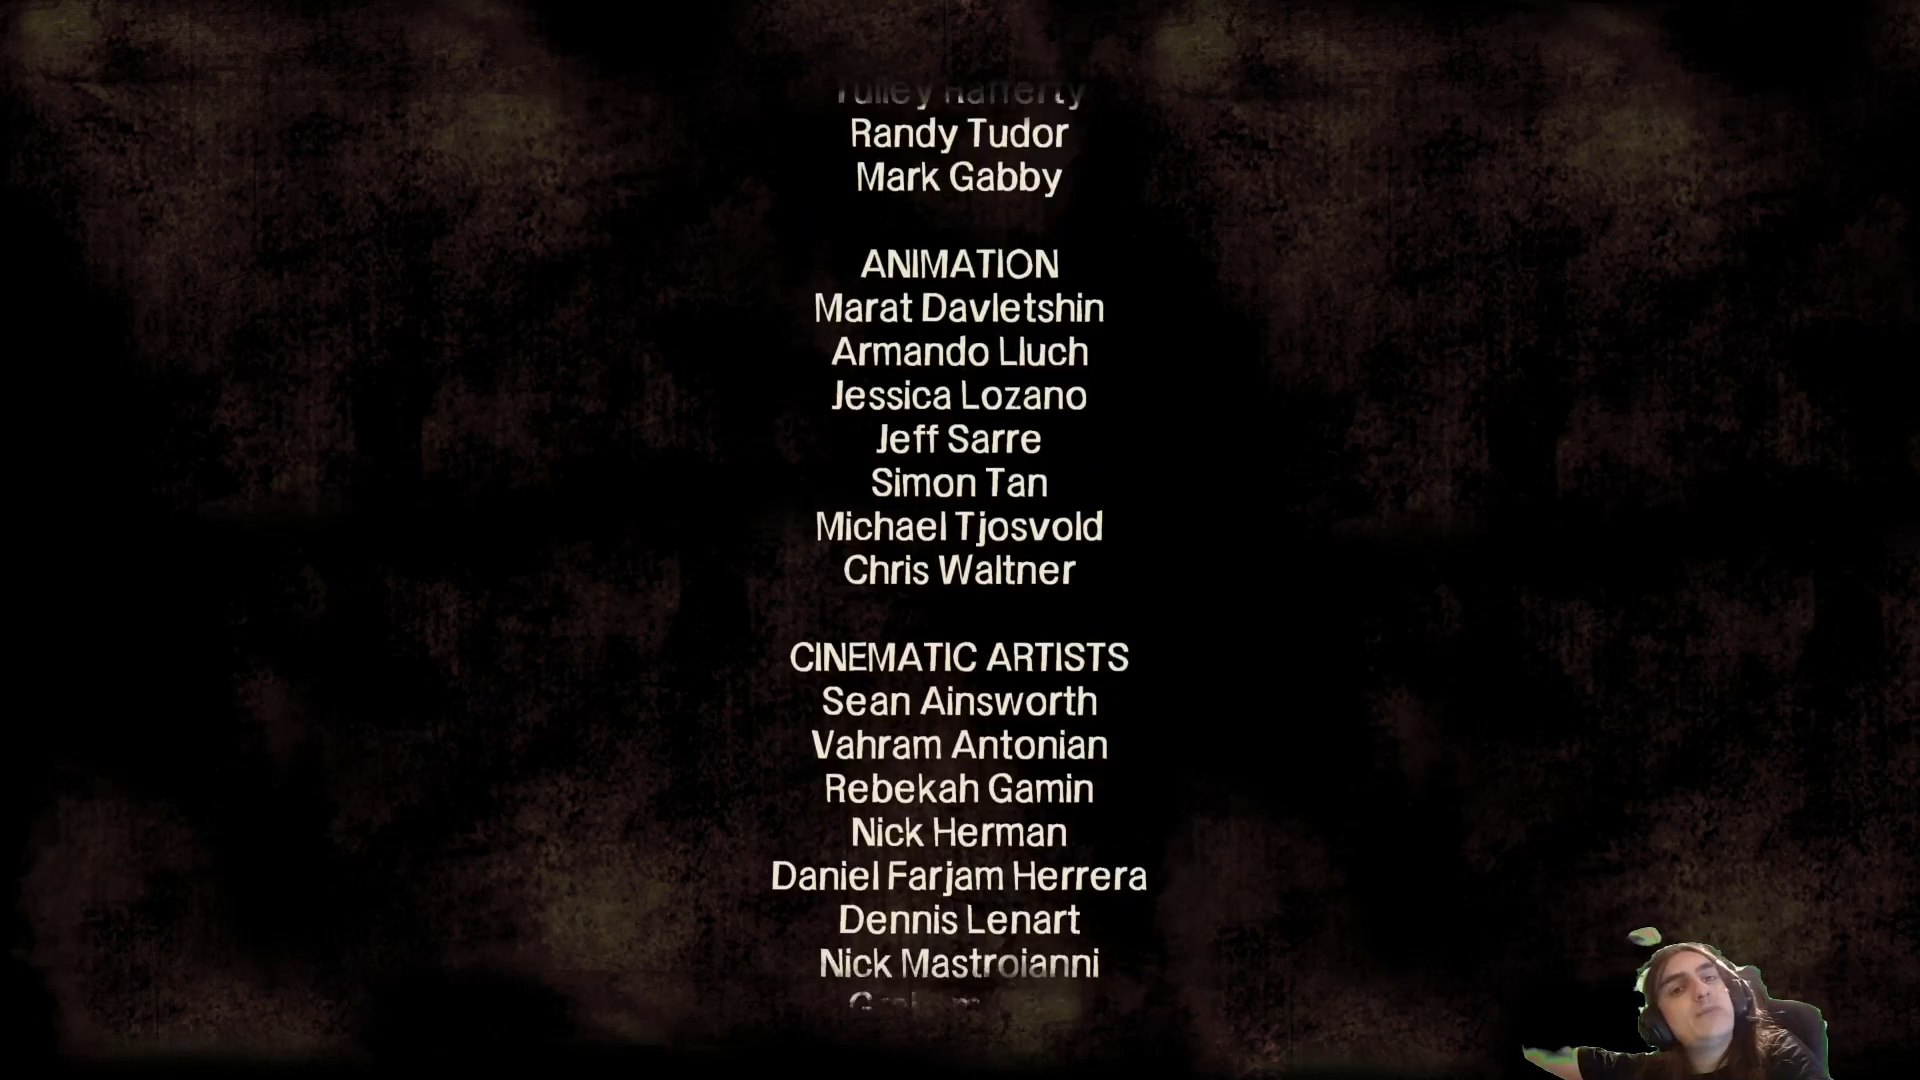 Rafferty
Randy Tudor
Mark Gabby
ANIMATION
Marat Davletshin
Armando Lluch
Jessica Lozano
Jeff Sarre
Simon Tan
Michael Tjosvold
Chris Waltner
CINEMATIC ARTISTS
Sean Ainsworth
Vahram Antonian
Rebekah Gamin
Nick Herman
Daniel Farjam Herrera
Dennis Lenart
Nick Mastroianni